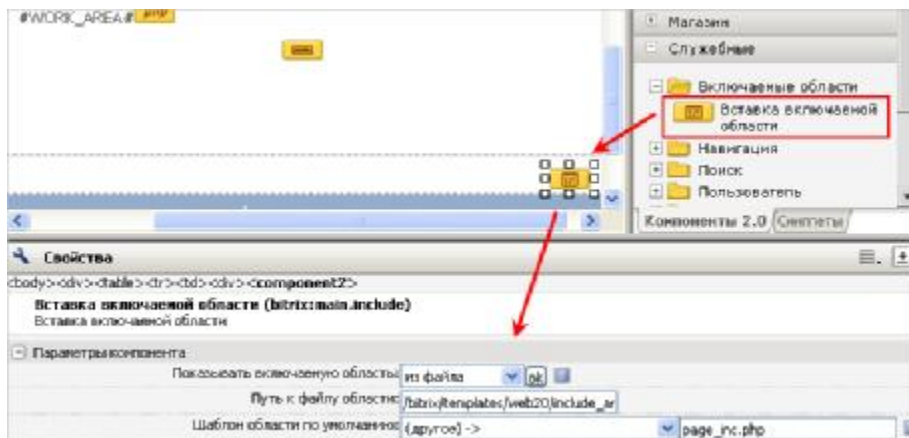 #WORK_AREA#
Магазин
Служебные
Включаемые области
Вставка включаемой
области
Навигация
Поиск
Пользователь
Компоненты 2.0 Сниппеты
Свойства
<body><div><table><tr><td><div><component2>
Вставка включаемой области (bitrix:main.include)
Вставка включаемой области
Параметры компонента
Показывать включаемую область: из файла ok
Путь к файлу области: /bitrix/templates/web20/include_ar
Шаблон области по умолчанию: (другое) -> page_inc.php